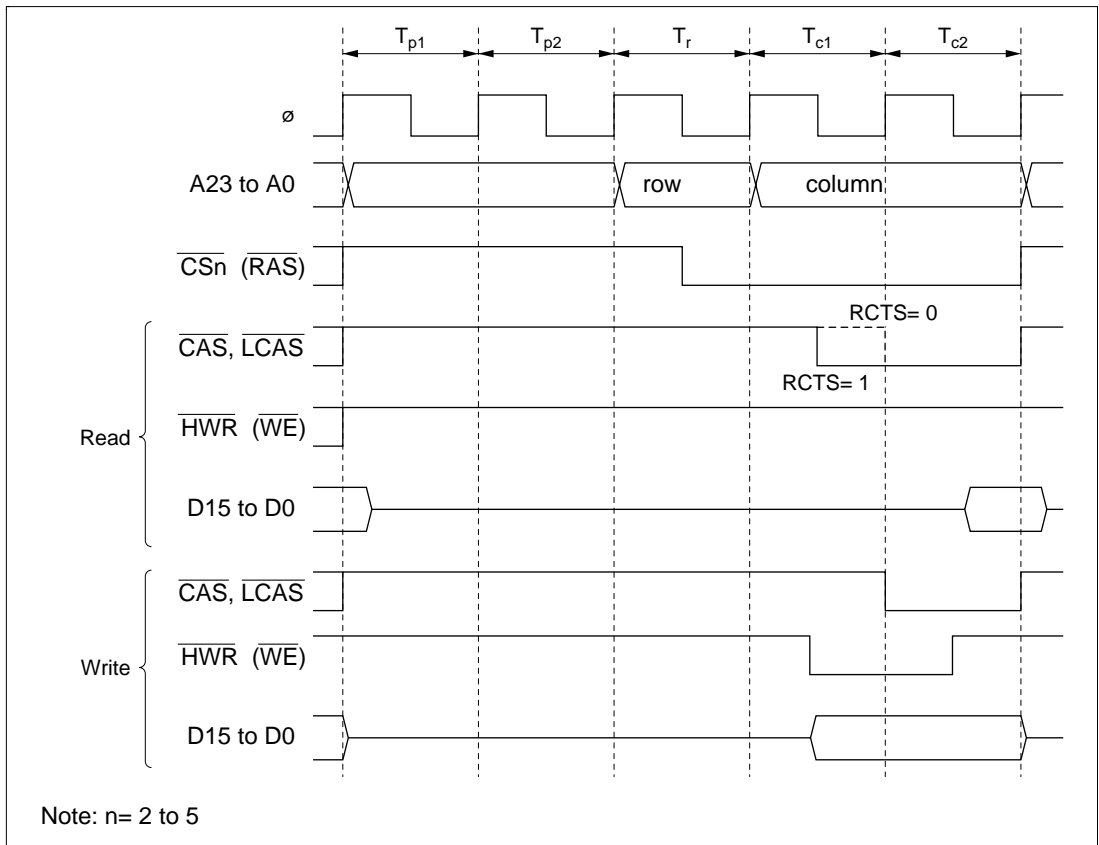 Tp1 Tp2 Tr Tc1 Tc2
ø
A23 to A0 row column
CSn (RAS)
RCTS= 0
CAS, LCAS
RCTS= 1
HWR (WE)
Read
D15 to D0
CAS, LCAS
HWR (WE)
Write
D15 to D0
Note: n= 2 to 5